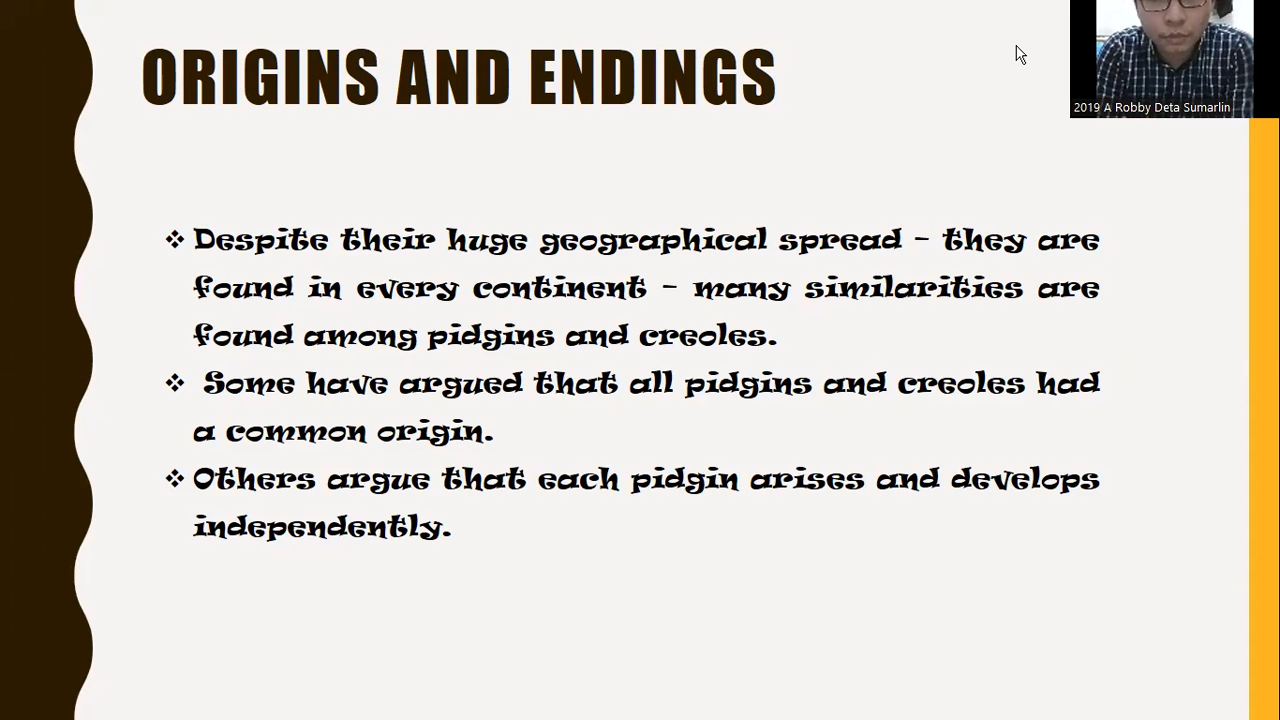 ORIGINS AND ENDINGS
2019 A Robby Deta Sumarlin
❖ Despite their huge geographical spread – they are
found in every continent – many similarities are
found among pidgins and creoles.
❖ Some have argued that all pidgins and creoles had
a common origin.
❖ Others argue that each pidgin arises and develops
independently.